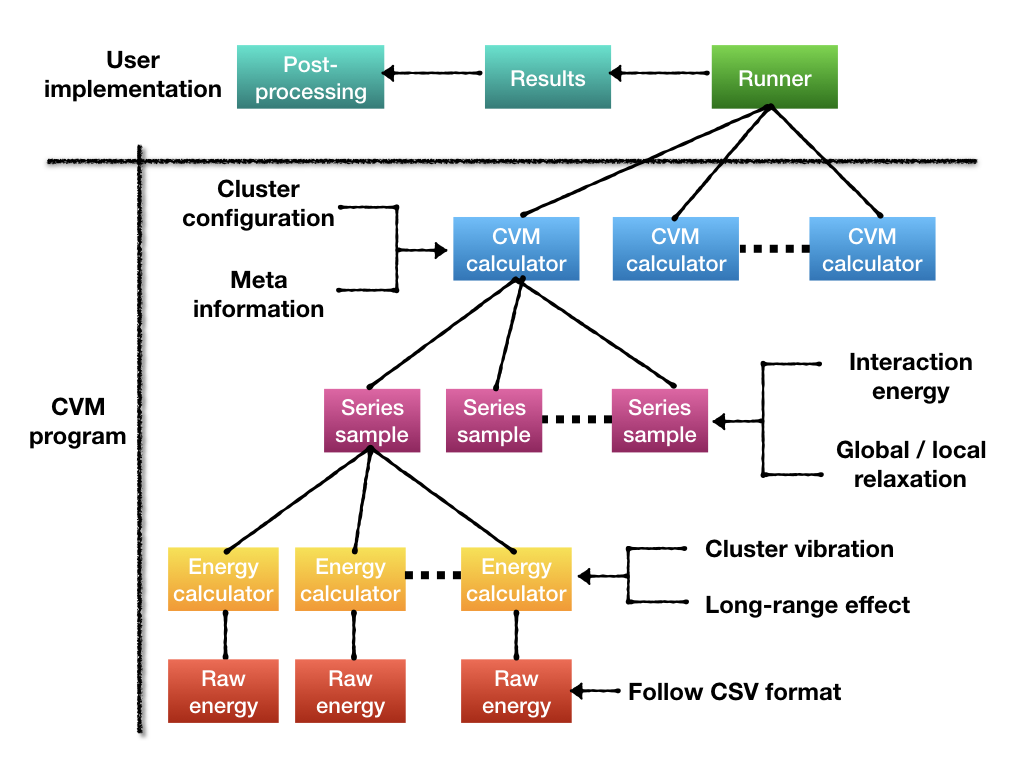 User
implementation
Post-
processing
Results
Runner
Cluster
configuration
Meta
information
CVM
calculator
CVM
calculator
CVM
calculator
CVM
program
Series
sample
Series
sample
Series
sample
Interaction
energy
Global / local
relaxation
Energy
calculator
Energy
calculator
Energy
calculator
Cluster vibration
Long-range effect
Raw
energy
Raw
energy
Raw
energy
Follow CSV format